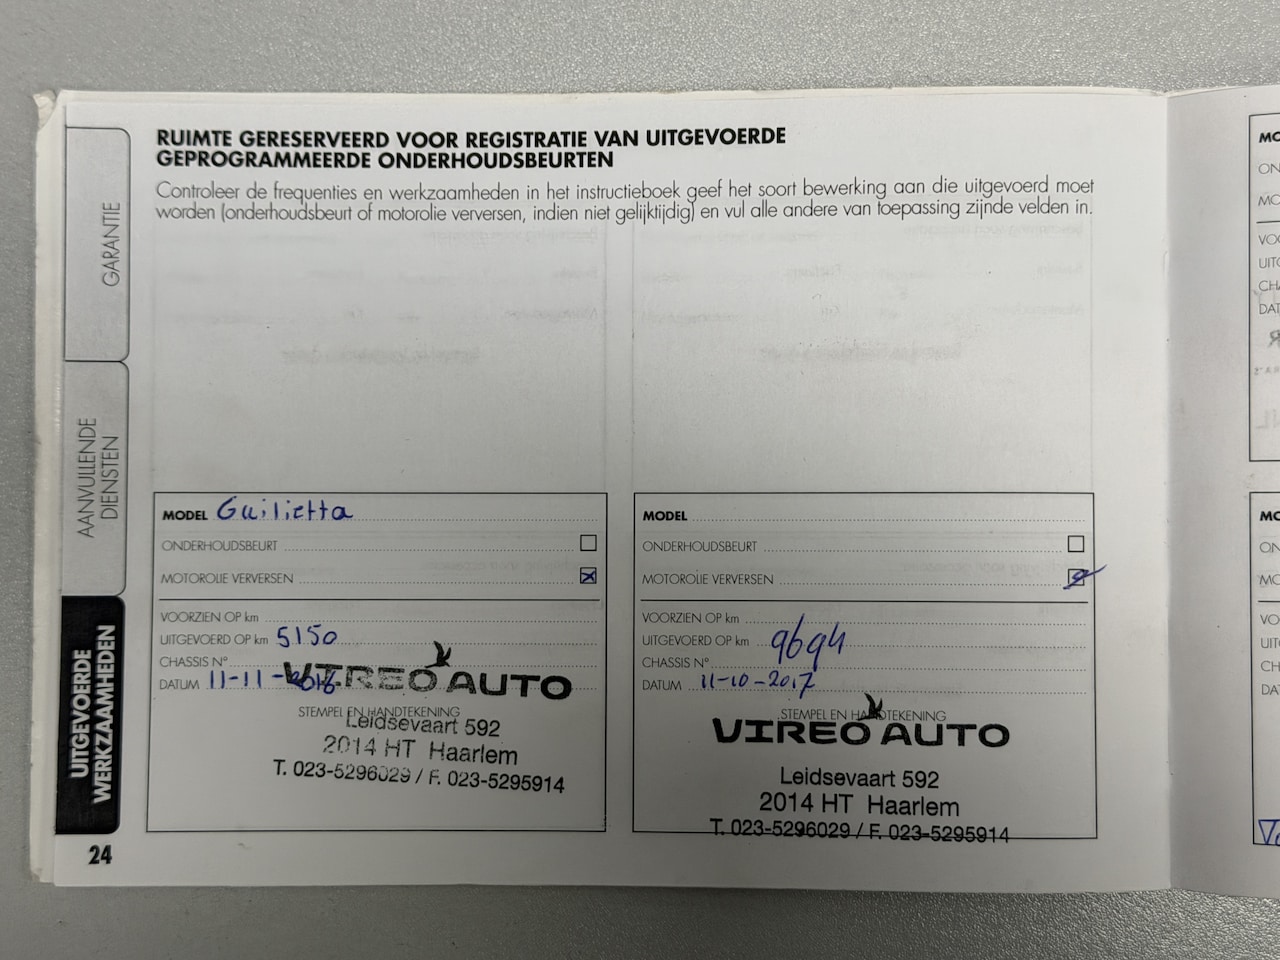 RUIMTE GERESERVEERD VOOR REGISTRATIE VAN UITGEVOERDE
GEPROGRAMMEERDE ONDERHOUDSBEURTEN
Controleer de frequenties en werkzaamheden in het instructieboek geef het soort bewerking aan die uitgevoerd moet
worden (onderhoudsbeurt of motorolie verversen, indien niet gelijktijdig) en vul alle andere van toepassing zijnde velden in.
GARANTIE
AANVULLENDE
DIENSTEN
UITGEVOERDE
WERKZAAMHEDEN
24
MODEL Guilietta
ONDERHOUDSBEURT
MOTOROLIE VERVERSEN
VOORZIEN OP km
UITGEVOERD OP km 5150
CHASSIS N°
DATUM 11-11-2016
VIREO AUTO
STEMPEL EN HANDTEKENING
Leidsevaart 592
2014 HT Haarlem
T. 023-5296029 / F. 023-5295914
MODEL
ONDERHOUDSBEURT
MOTOROLIE VERVERSEN
VOORZIEN OP km
UITGEVOERD OP km 9694
CHASSIS N°
DATUM 11-10-2017
STEMPEL EN HANDTEKENING
VIREO AUTO
Leidsevaart 592
2014 HT Haarlem
T. 023-5296029 / F. 023-5295914